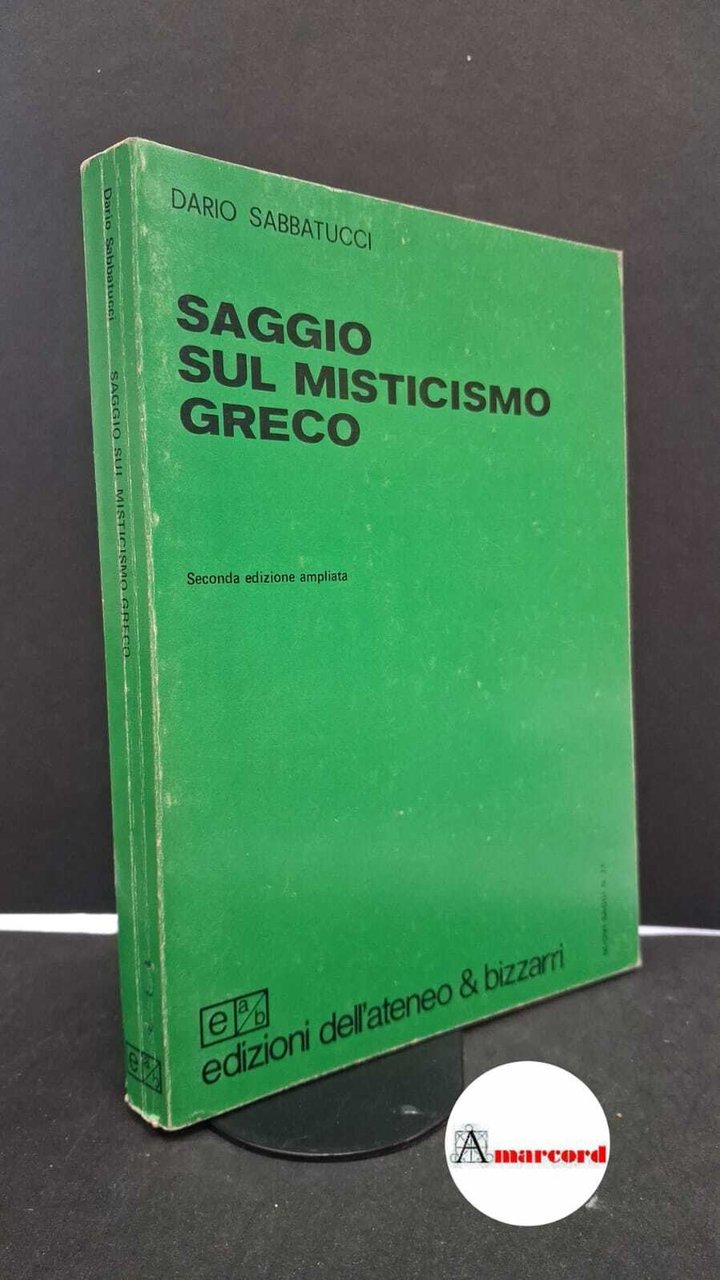 DARIO SABBATUCCI
SAGGIO
SUL MISTICISMO
GRECO
Seconda edizione ampliata
e a/b
edizioni dell'ateneo & bizzarri
Dario Sabbatucci SAGGIO SUL MISTICISMO GRECO
e a/b
Amarcord